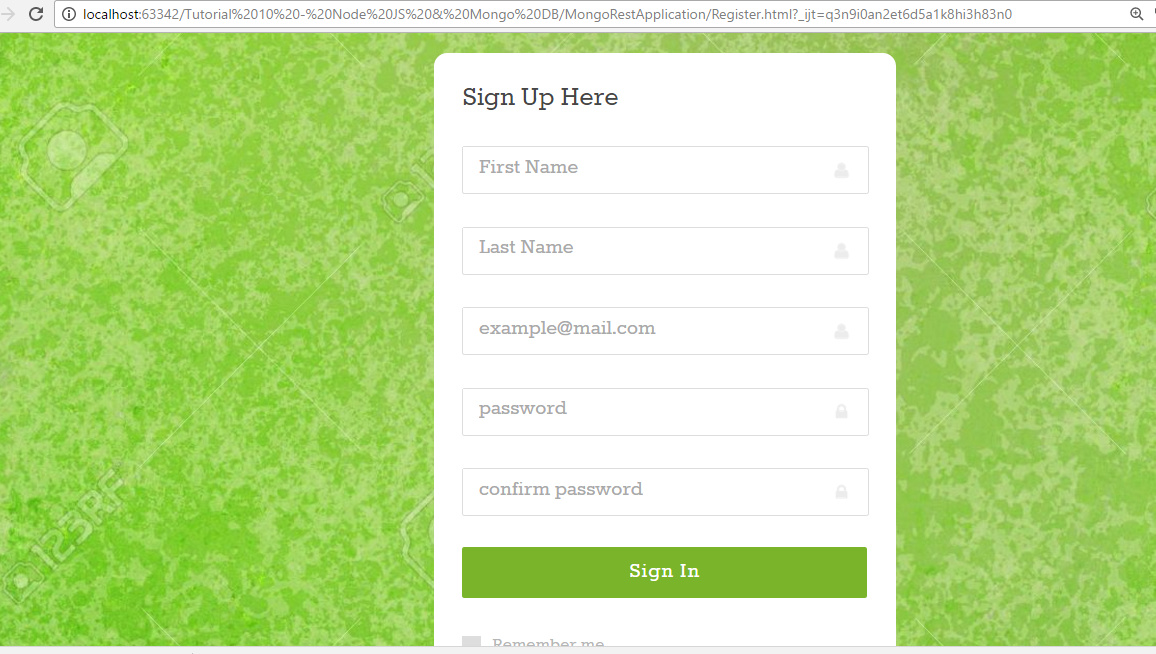 localhost:63342/Tutorial%2010%20-%20Node%20JS%20&%20Mongo%20DB/MongoRestApplication/Register.html?_ijt=q3n9i0an2et6d5a1k8hi3h83n0
Sign Up Here
First Name
Last Name
example@mail.com
password
confirm password
Sign In
Remember me
123RF